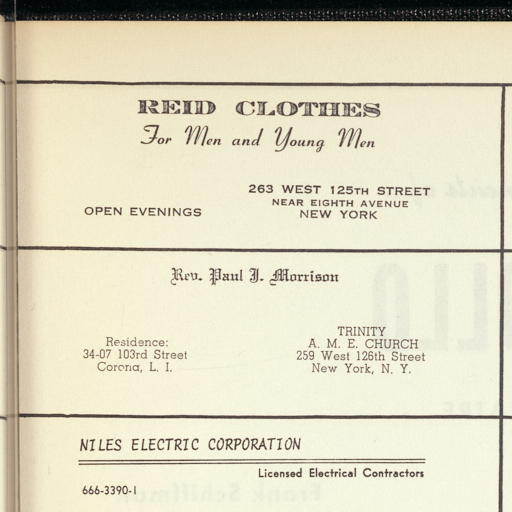 REID CLOTHES
For Men and Young Men
263 WEST 125TH STREET
NEAR EIGHTH AVENUE
OPEN EVENINGS
NEW YORK
Rev. Paul J. Morrison
TRINITY
Residence:
A. M. E. CHURCH
34-07 103rd Street
259 West 126th Street
Corona, L. I.
New York, N. Y.
NILES ELECTRIC CORPORATION
Licensed Electrical Contractors
666-3390-1
Frank Schiffman